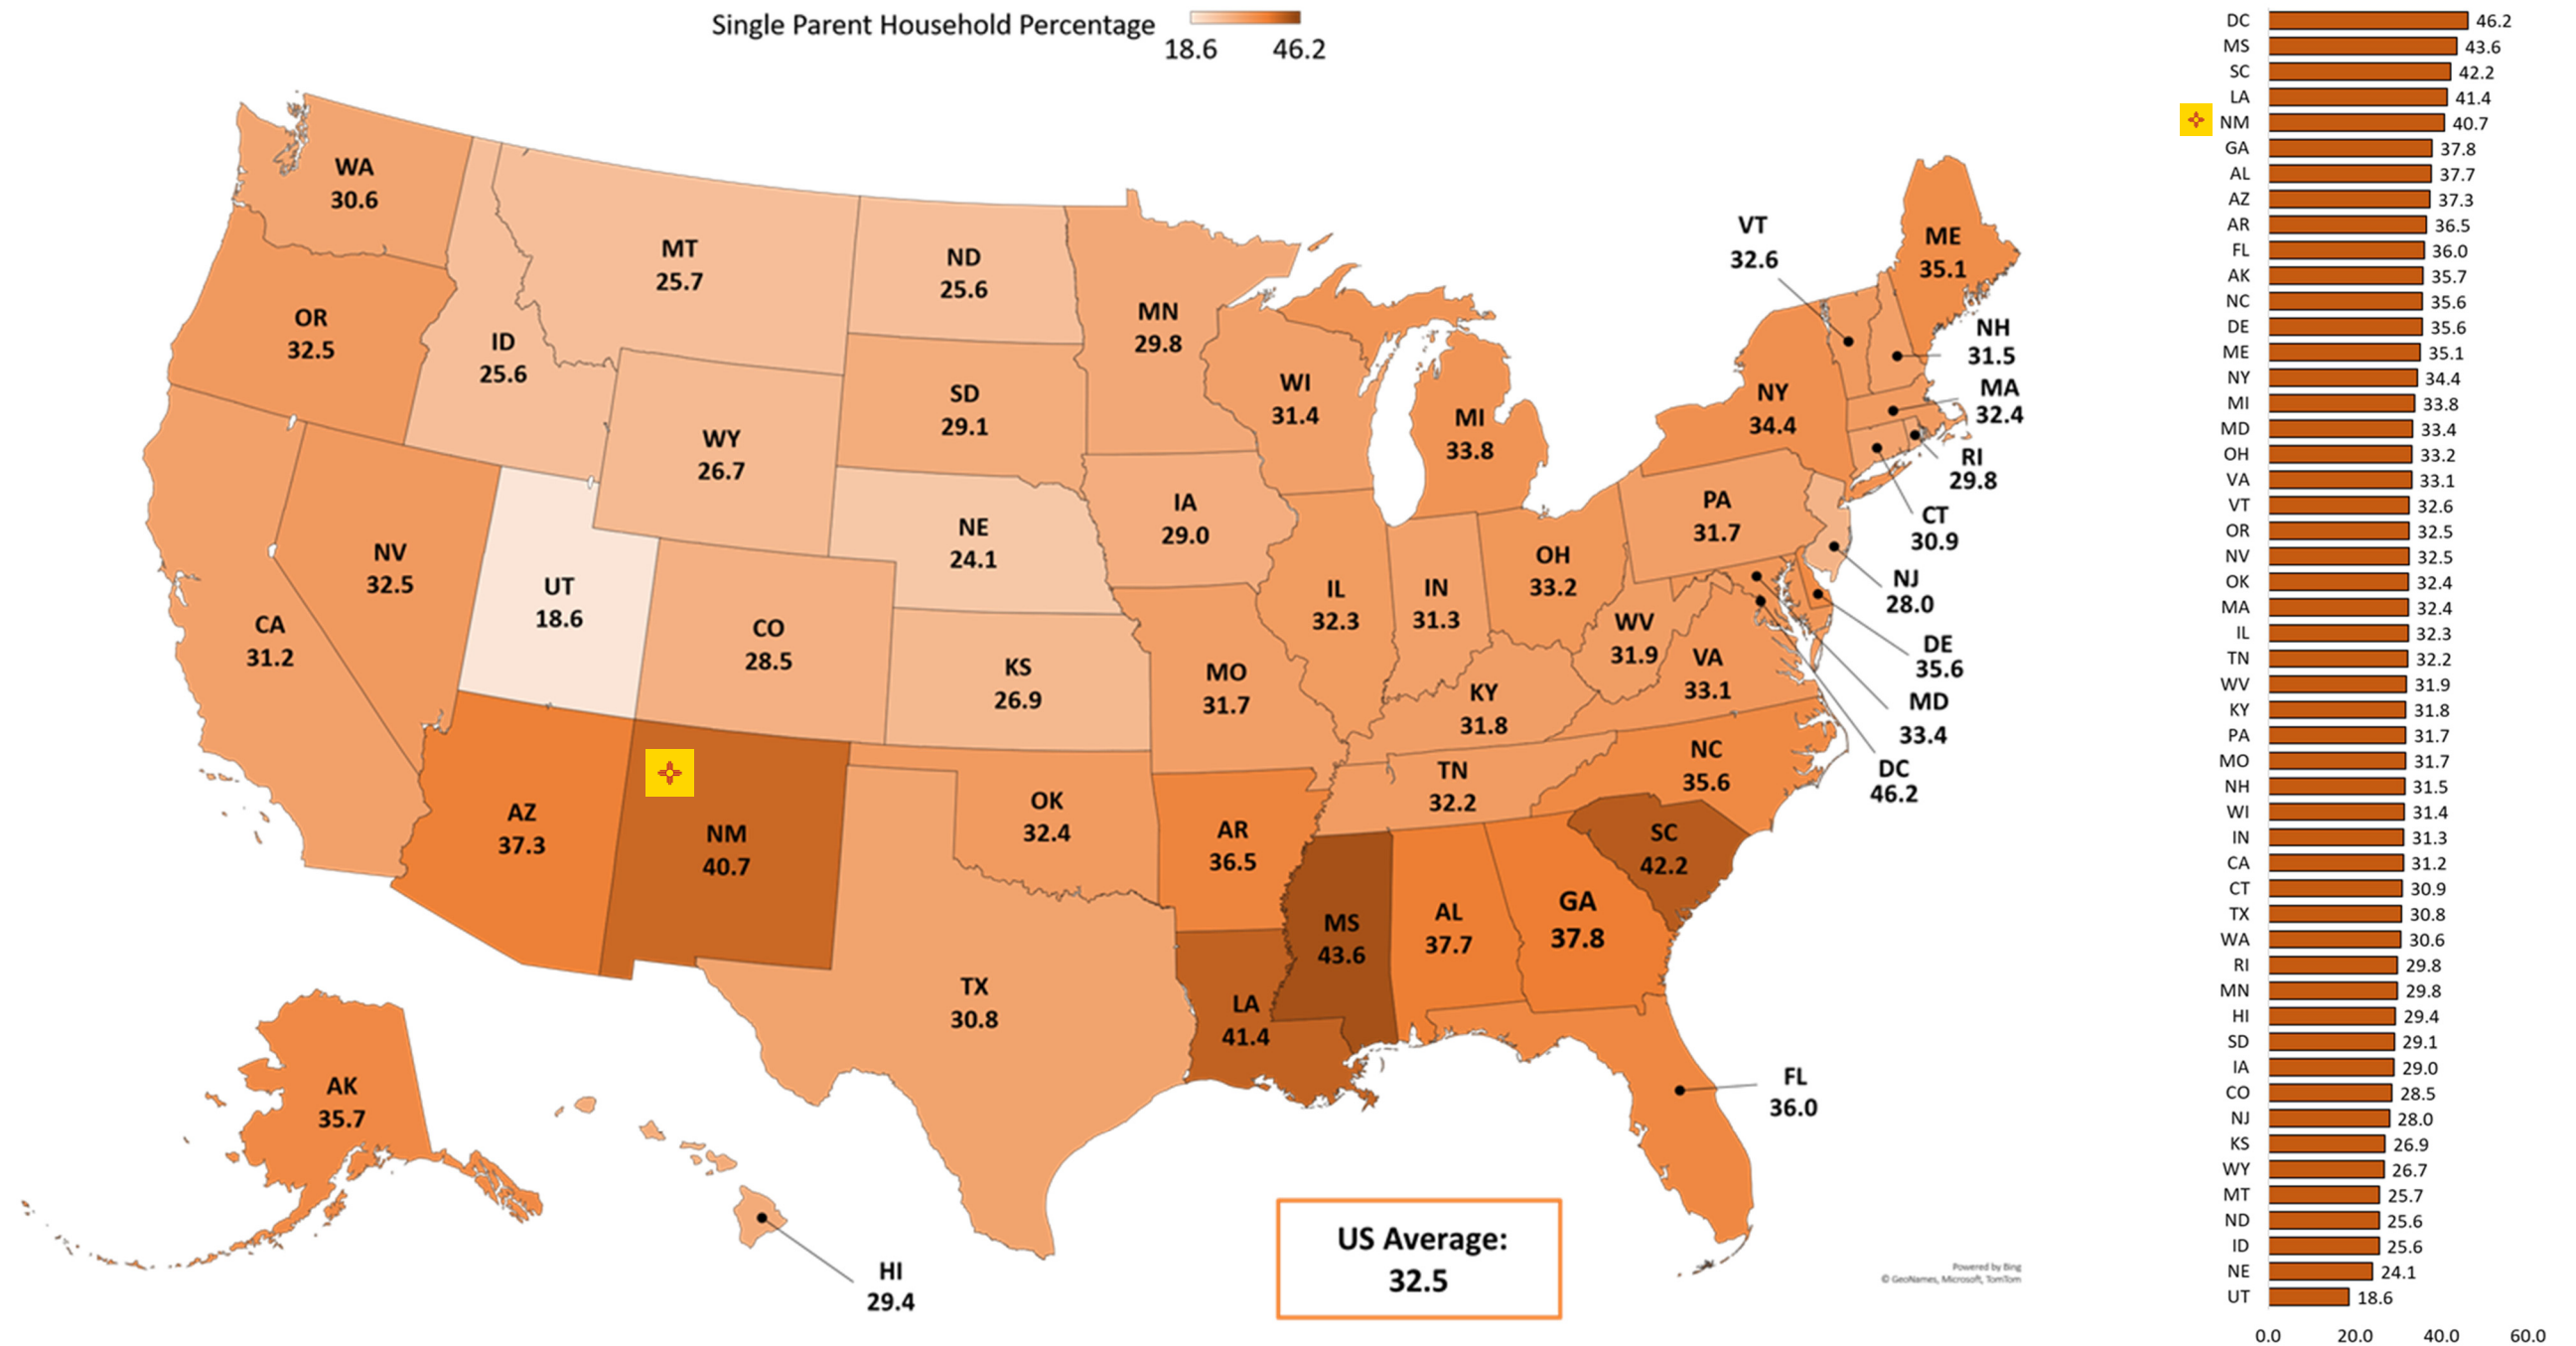 Single Parent Household Percentage
18.6 46.2
WA
30.6
OR
32.5
CA
31.2
NV
32.5
ID
25.6
MT
25.7
WY
26.7
UT
18.6
CO
28.5
AZ
37.3
NM
40.7
ND
25.6
SD
29.1
NE
24.1
KS
26.9
OK
32.4
TX
30.8
MN
29.8
IA
29.0
MO
31.7
AR
36.5
LA
41.4
WI
31.4
IL
32.3
MI
33.8
IN
31.3
OH
33.2
KY
31.8
TN
32.2
MS
43.6
AL
37.7
GA
37.8
SC
42.2
NC
35.6
VA
33.1
WV
31.9
PA
31.7
NY
34.4
VT
32.6
ME
35.1
NH
31.5
MA
32.4
RI
29.8
CT
30.9
NJ
28.0
DE
35.6
MD
33.4
DC
46.2
FL
36.0
AK
35.7
HI
29.4
US Average:
32.5
Powered by Bing
© GeoNames, Microsoft, TomTom
DC 46.2
MS 43.6
SC 42.2
LA 41.4
NM 40.7
GA 37.8
AL 37.7
AZ 37.3
AR 36.5
FL 36.0
AK 35.7
NC 35.6
DE 35.6
ME 35.1
NY 34.4
MI 33.8
MD 33.4
OH 33.2
VA 33.1
VT 32.6
OR 32.5
NV 32.5
OK 32.4
MA 32.4
IL 32.3
TN 32.2
WV 31.9
KY 31.8
PA 31.7
MO 31.7
NH 31.5
WI 31.4
IN 31.3
CA 31.2
CT 30.9
TX 30.8
WA 30.6
RI 29.8
MN 29.8
HI 29.4
SD 29.1
IA 29.0
CO 28.5
NJ 28.0
KS 26.9
WY 26.7
MT 25.7
ND 25.6
ID 25.6
NE 24.1
UT 18.6
0.0 20.0 40.0 60.0